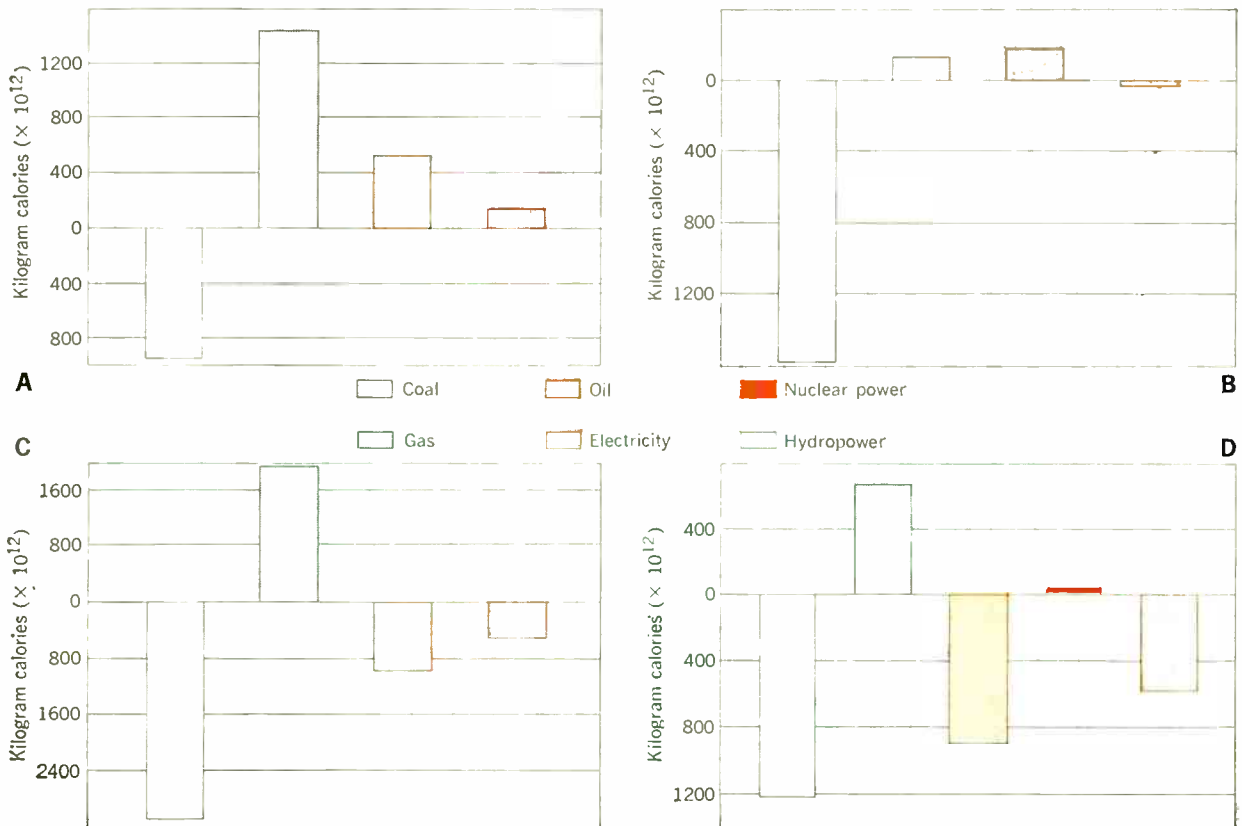 Kilogram calories (× 10¹²)
1200
800
400
0
400
800
A
Kilogram calories (× 10¹²)
0
400
800
1200
B
Coal
Oil
Nuclear power
Gas
Electricity
Hydropower
C
Kilogram calories (× 10¹²)
1600
800
0
800
1600
2400
D
Kilogram calories (× 10¹²)
400
0
400
800
1200